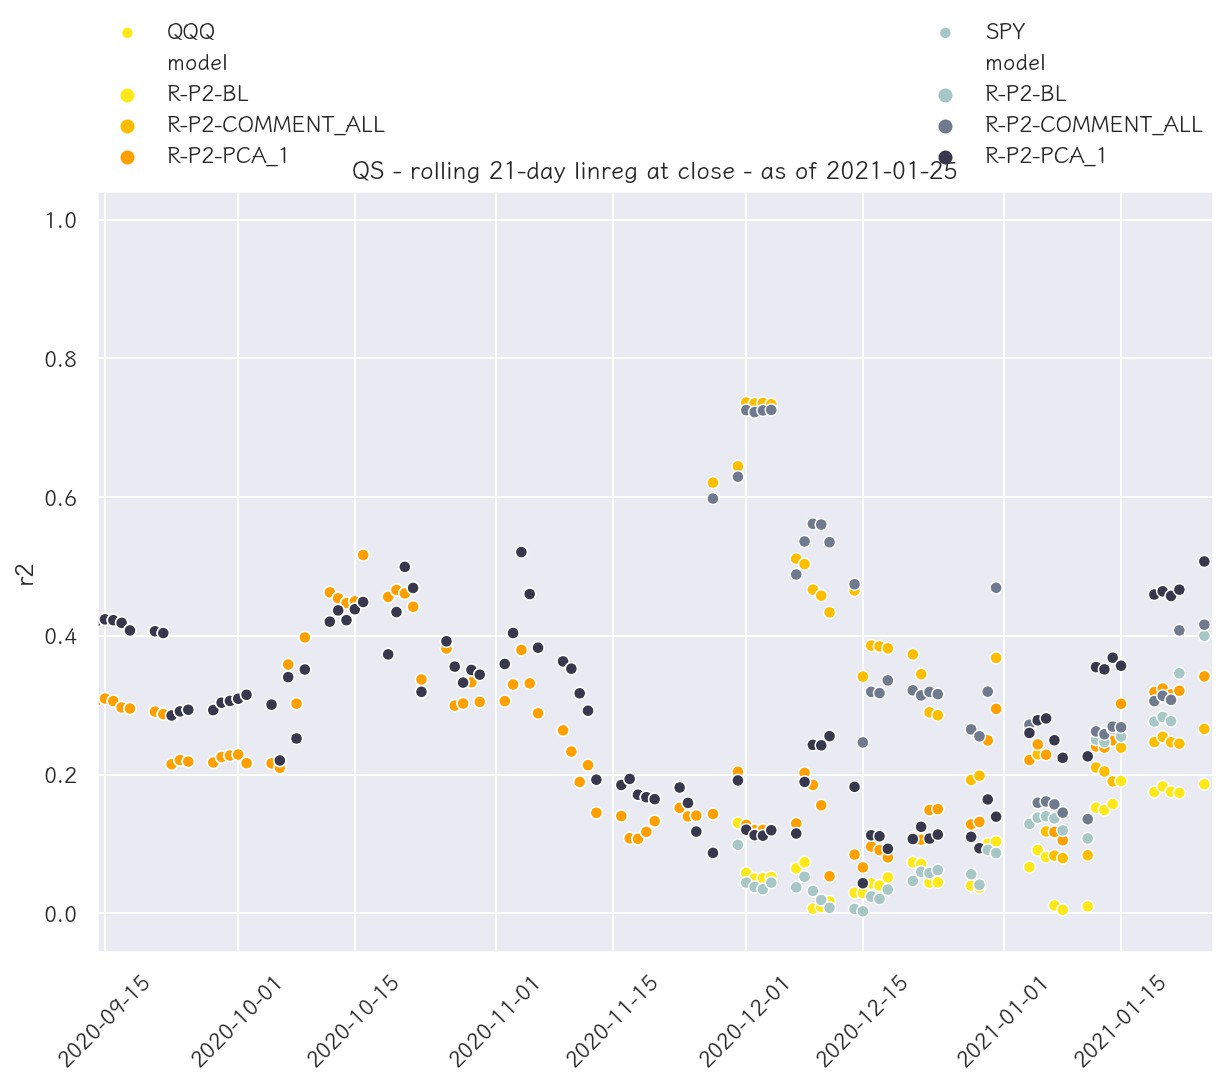 QQQ
model
R-P2-BL
R-P2-COMMENT_ALL
R-P2-PCA_1
SPY
model
R-P2-BL
R-P2-COMMENT_ALL
R-P2-PCA_1
QS - rolling 21-day linreg at close - as of 2021-01-25
1.0
0.8
0.6
0.4
0.2
0.0
r2
2020-09-15
2020-10-01
2020-10-15
2020-11-01
2020-11-15
2020-12-01
2020-12-15
2021-01-01
2021-01-15